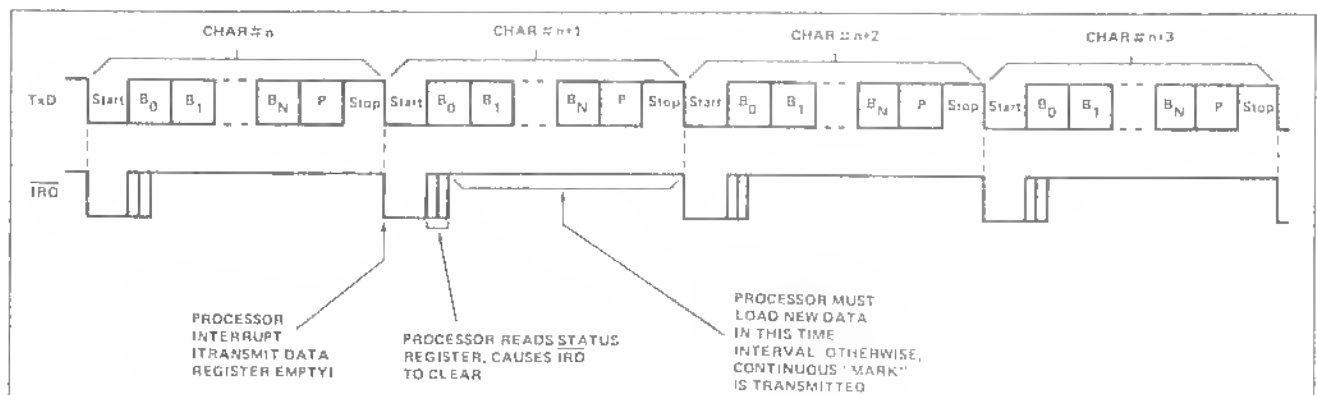 CHAR #n CHAR #n+1 CHAR #n+2 CHAR #n+3
TxD Start B0 B1 BN P Stop Start B0 B1 BN P Stop Start B0 B1 BN P Stop Start B0 B1 BN P Stop
IRQ
PROCESSOR
INTERRUPT
(TRANSMIT DATA
REGISTER EMPTY)
PROCESSOR READS STATUS
REGISTER, CAUSES IRQ
TO CLEAR
PROCESSOR MUST
LOAD NEW DATA
IN THIS TIME
INTERVAL OTHERWISE,
CONTINUOUS "MARK"
IS TRANSMITTED